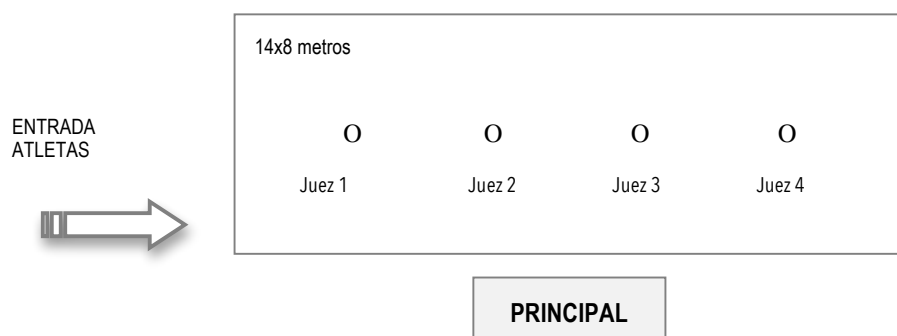 14x8 metros
ENTRADA
ATLETAS
O O O O
Juez 1 Juez 2 Juez 3 Juez 4
PRINCIPAL